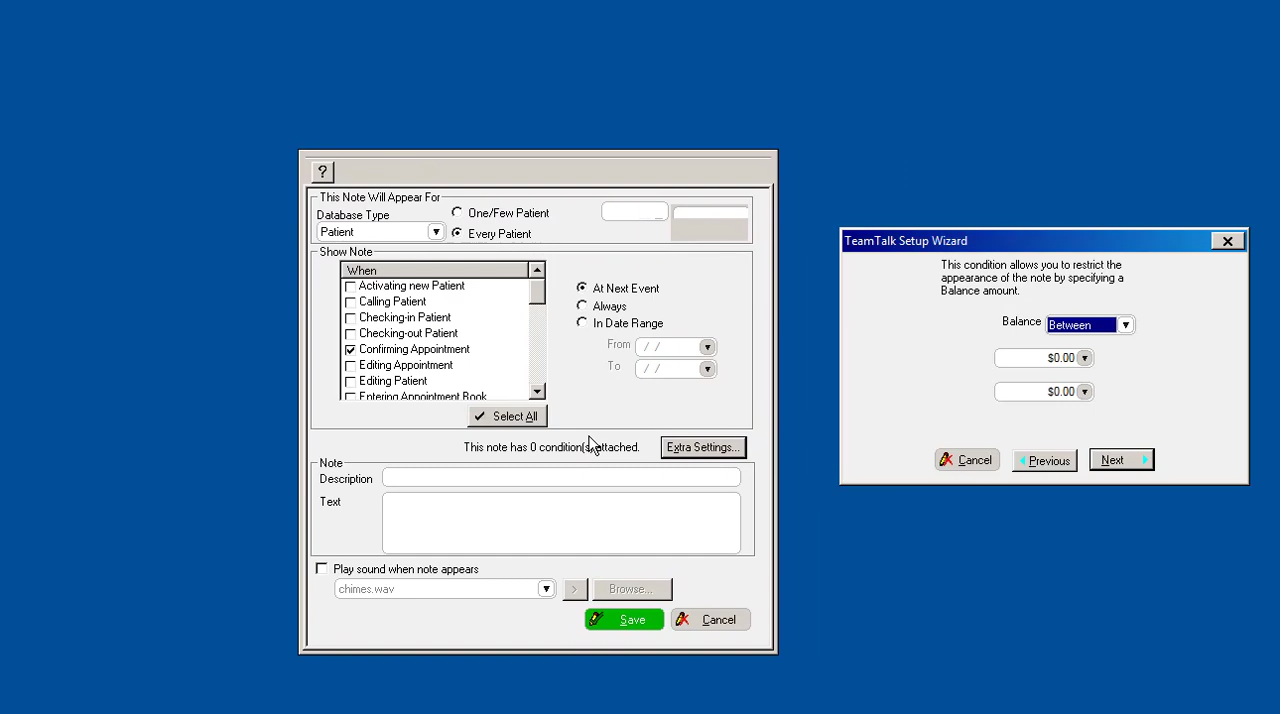 ?
This Note Will Appear For
Database Type
Patient
One/Few Patient
Every Patient
Show Note
When
Activating new Patient
Calling Patient
Checking-in Patient
Checking-out Patient
Confirming Appointment
Editing Appointment
Editing Patient
Entering Appointment Book
Select All
At Next Event
Always
In Date Range
From / /
To / /
This note has 0 condition(s) attached.
Extra Settings...
Note
Description
Text
Play sound when note appears
chimes.wav
>
Browse...
Save
Cancel
TeamTalk Setup Wizard
This condition allows you to restrict the
appearance of the note by specifying a
Balance amount.
Balance Between
$0.00
$0.00
Cancel
Previous
Next